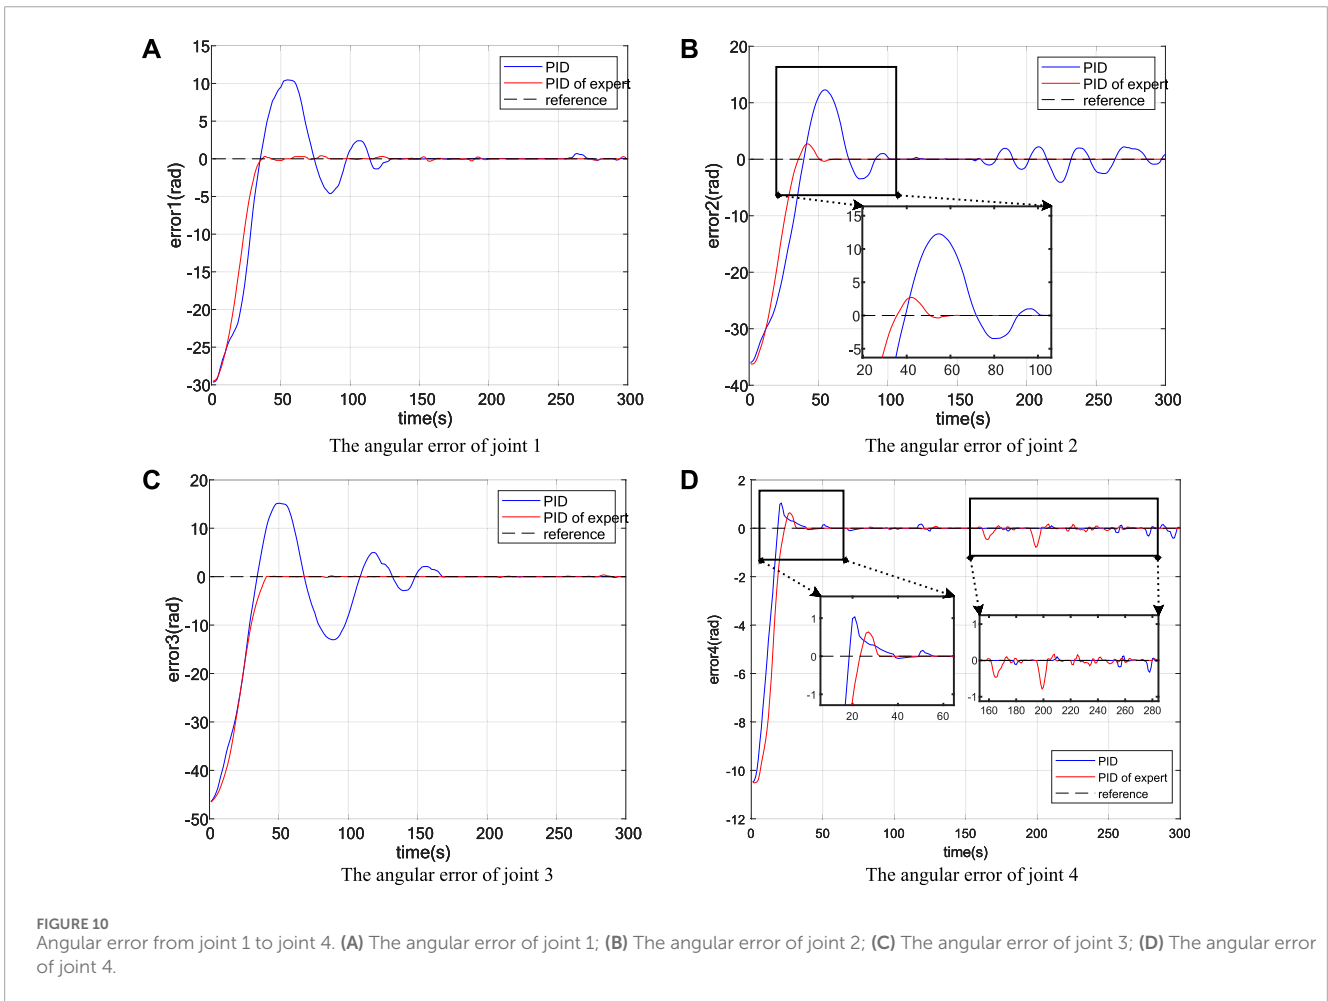 A
15
10
5
0
-5
-10
-15
-20
-25
-30
error1(rad)
PID
PID of expert
reference
0 50 100 150 200 250 300
time(s)
The angular error of joint 1
B
20
10
0
-10
-20
-30
-40
error2(rad)
PID
PID of expert
reference
15
10
5
0
-5
20 40 60 80 100
0 50 100 150 200 250 300
time(s)
The angular error of joint 2
C
20
10
0
-10
-20
-30
-40
-50
error3(rad)
PID
PID of expert
reference
0 50 100 150 200 250 300
time(s)
The angular error of joint 3
D
2
0
-2
-4
-6
-8
-10
-12
error4(rad)
1
0
-1
20 40 60
1
0
-1
160 180 200 220 240 260 280
PID
PID of expert
reference
0 50 100 150 200 250 300
time(s)
The angular error of joint 4
FIGURE 10
Angular error from joint 1 to joint 4. (A) The angular error of joint 1; (B) The angular error of joint 2; (C) The angular error of joint 3; (D) The angular error
of joint 4.